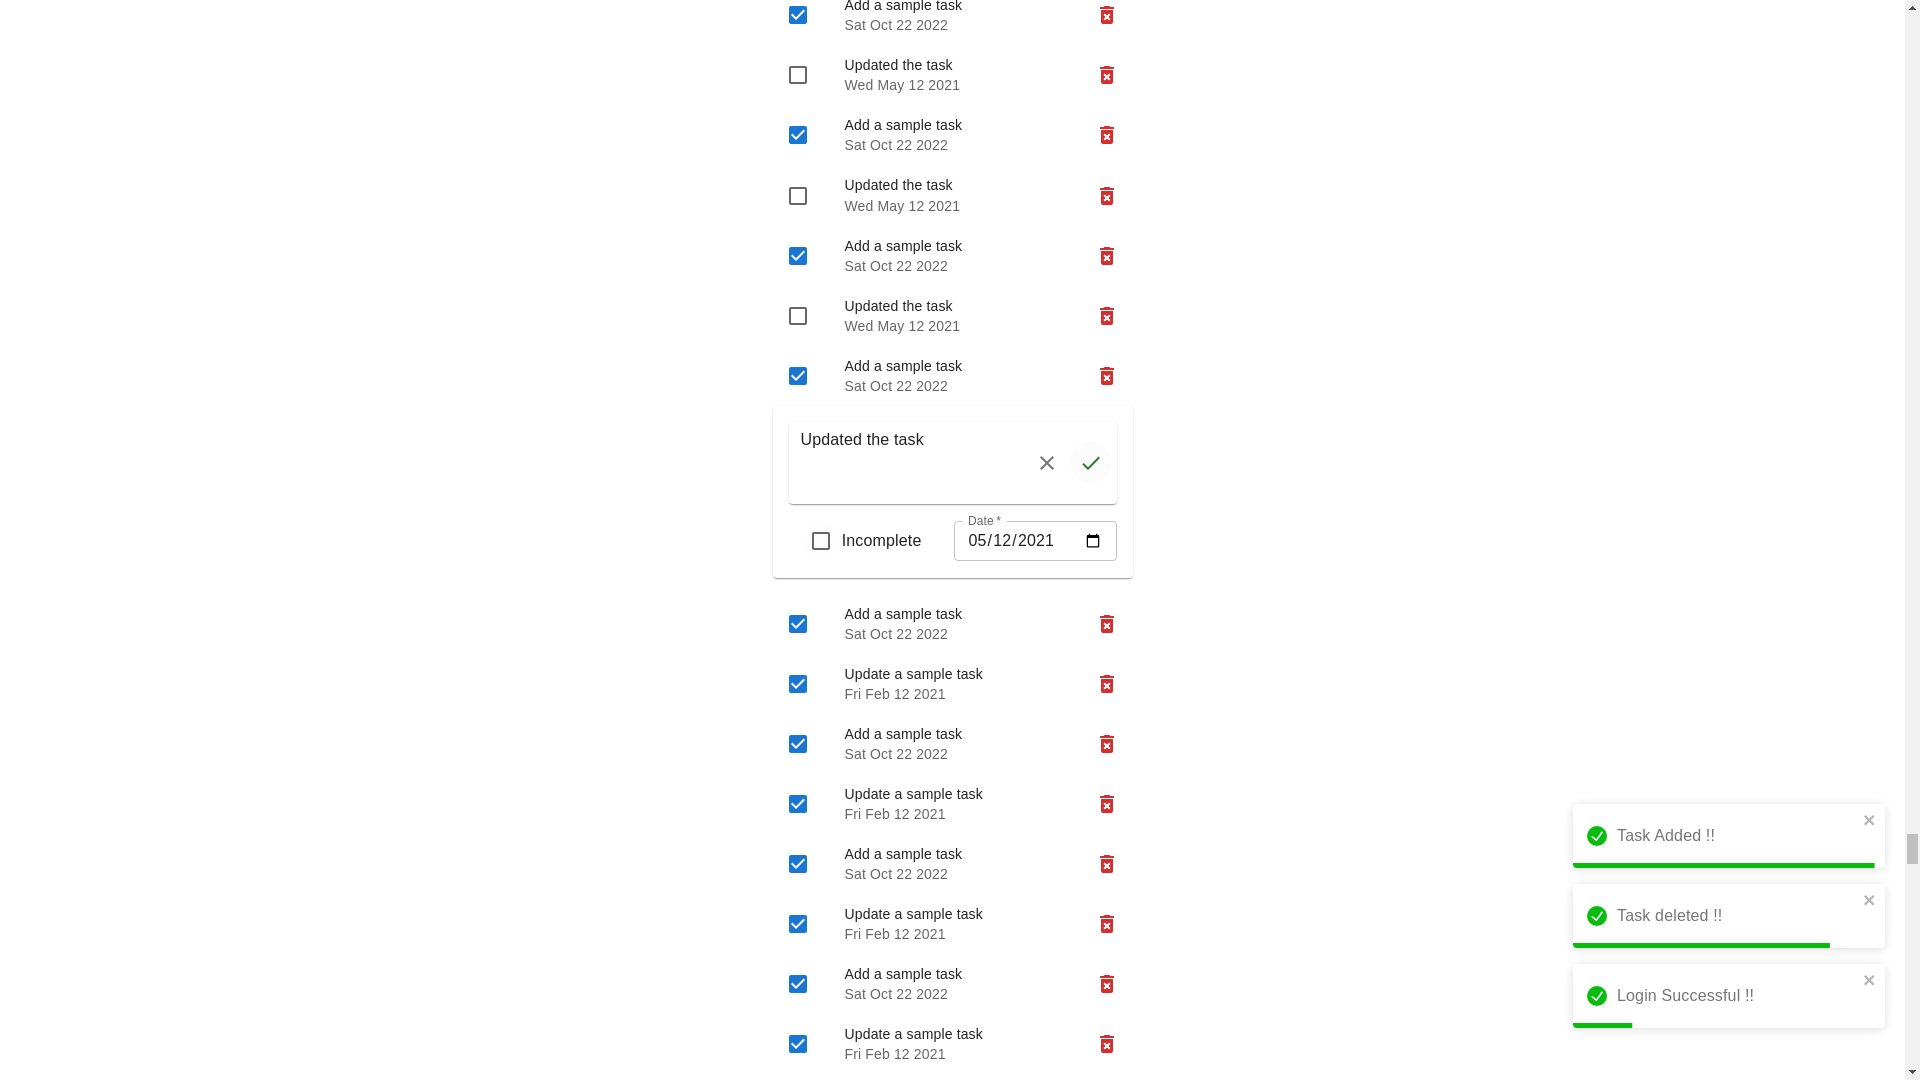 Add a sample task
Sat Oct 22 2022
Updated the task
Wed May 12 2021
Add a sample task
Sat Oct 22 2022
Updated the task
Wed May 12 2021
Add a sample task
Sat Oct 22 2022
Updated the task
Wed May 12 2021
Add a sample task
Sat Oct 22 2022
Updated the task
Date *
Incomplete
05/12/2021
Add a sample task
Sat Oct 22 2022
Update a sample task
Fri Feb 12 2021
Add a sample task
Sat Oct 22 2022
Update a sample task
Fri Feb 12 2021
Add a sample task
Sat Oct 22 2022
Update a sample task
Fri Feb 12 2021
Add a sample task
Sat Oct 22 2022
Update a sample task
Fri Feb 12 2021
Task Added !!
Task deleted !!
Login Successful !!